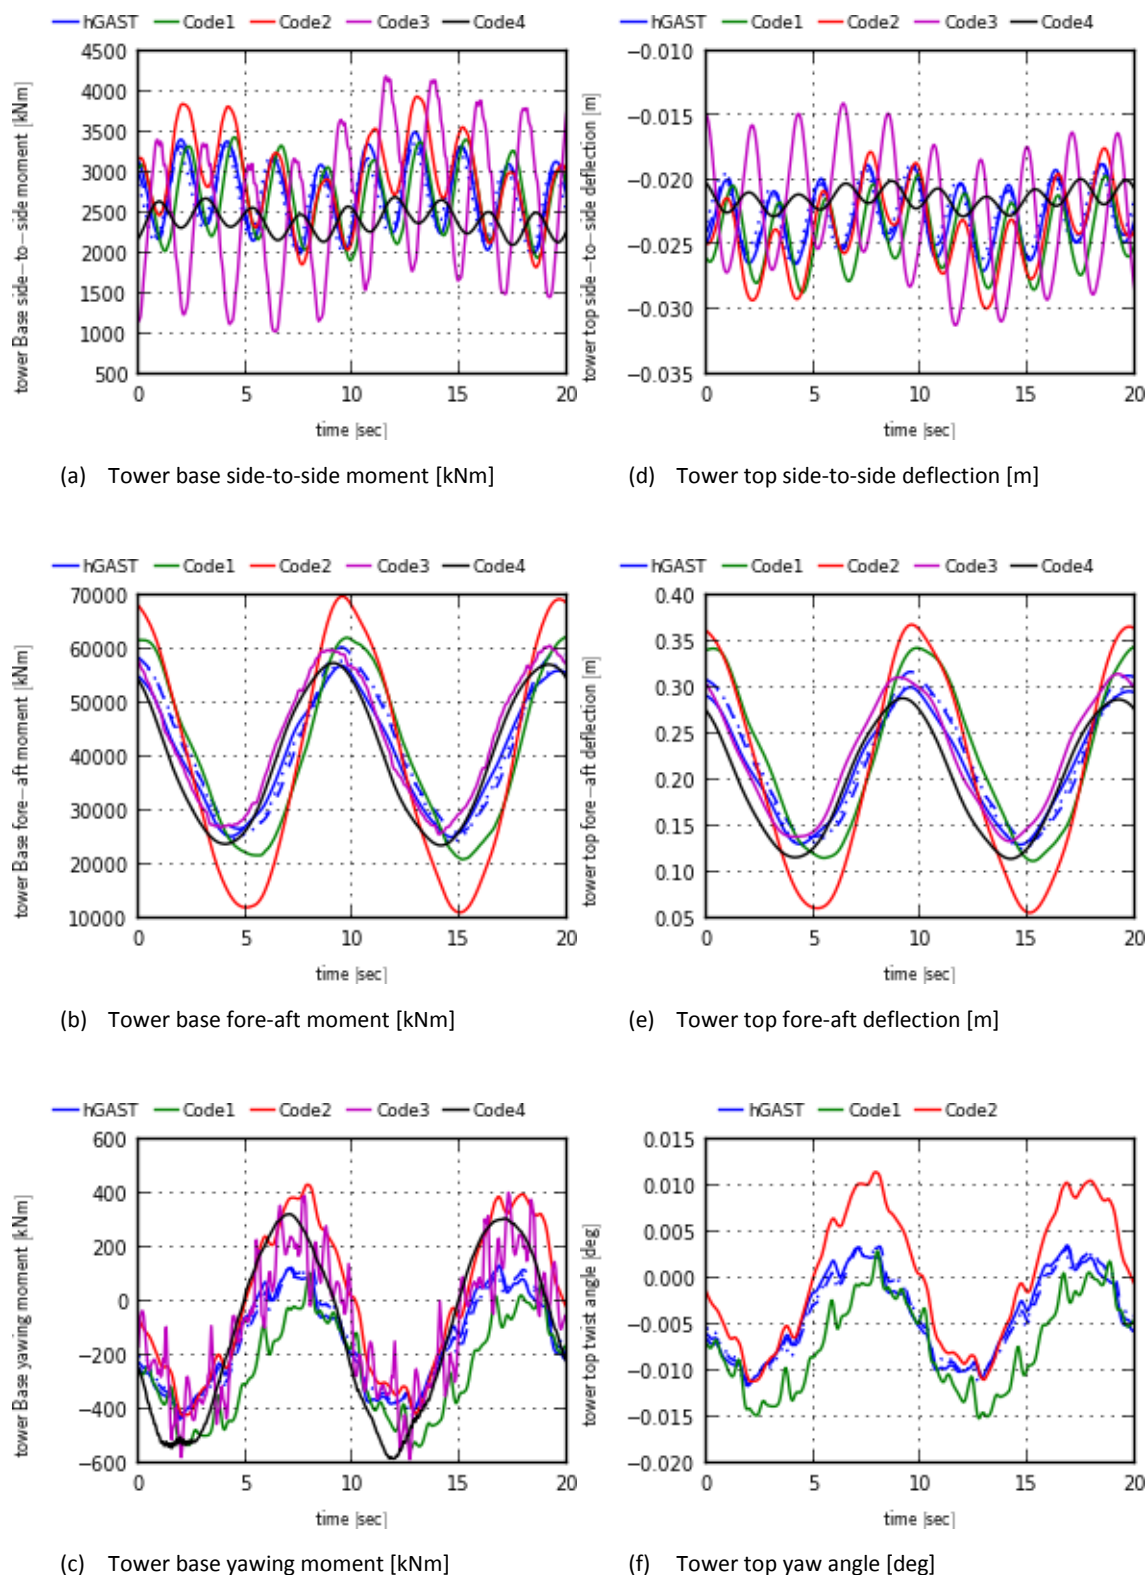 hGAST Code1 Code2 Code3 Code4
4500
4000
3500
3000
2500
2000
1500
1000
500
0 5 10 15 20
tower Base side−to−side moment [kNm]
time [sec]
(a) Tower base side-to-side moment [kNm]
hGAST Code1 Code2 Code3 Code4
−0.010
−0.015
−0.020
−0.025
−0.030
−0.035
0 5 10 15 20
tower top side−to−side deflection [m]
time [sec]
(d) Tower top side-to-side deflection [m]
hGAST Code1 Code2 Code3 Code4
70000
60000
50000
40000
30000
20000
10000
0 5 10 15 20
tower Base fore−aft moment [kNm]
time [sec]
(b) Tower base fore-aft moment [kNm]
hGAST Code1 Code2 Code3 Code4
0.40
0.35
0.30
0.25
0.20
0.15
0.10
0.05
0 5 10 15 20
tower top fore−aft deflection [m]
time [sec]
(e) Tower top fore-aft deflection [m]
hGAST Code1 Code2 Code3 Code4
600
400
200
0
−200
−400
−600
0 5 10 15 20
tower Base yawing moment [kNm]
time [sec]
(c) Tower base yawing moment [kNm]
hGAST Code1 Code2
0.015
0.010
0.005
0.000
−0.005
−0.010
−0.015
−0.020
0 5 10 15 20
tower top twist angle [deg]
time [sec]
(f) Tower top yaw angle [deg]